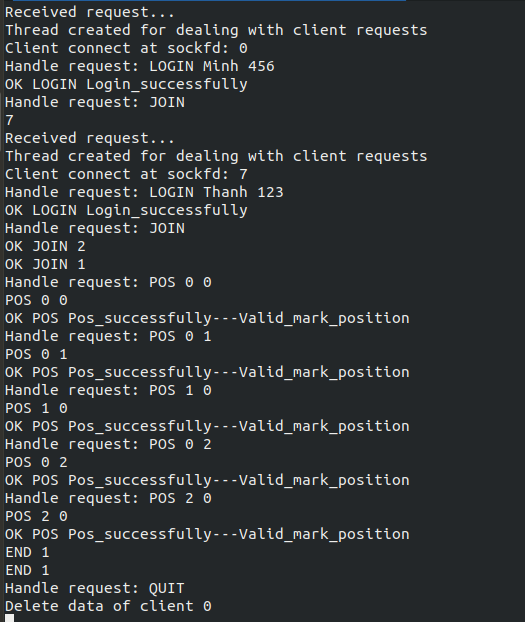 Received request...
Thread created for dealing with client requests
Client connect at sockfd: 0
Handle request: LOGIN Minh 456
OK LOGIN Login_successfully
Handle request: JOIN
7
Received request...
Thread created for dealing with client requests
Client connect at sockfd: 7
Handle request: LOGIN Thanh 123
OK LOGIN Login_successfully
Handle request: JOIN
OK JOIN 2
OK JOIN 1
Handle request: POS 0 0
POS 0 0
OK POS Pos_successfully---Valid_mark_position
Handle request: POS 0 1
POS 0 1
OK POS Pos_successfully---Valid_mark_position
Handle request: POS 1 0
POS 1 0
OK POS Pos_successfully---Valid_mark_position
Handle request: POS 0 2
POS 0 2
OK POS Pos_successfully---Valid_mark_position
Handle request: POS 2 0
POS 2 0
OK POS Pos_successfully---Valid_mark_position
END 1
END 1
Handle request: QUIT
Delete data of client 0